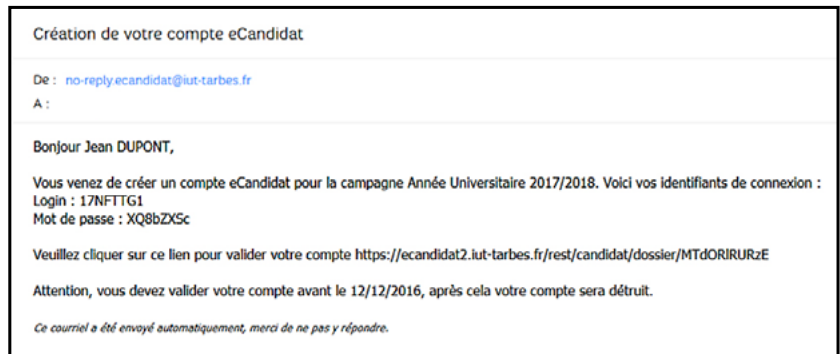 Création de votre compte eCandidat
De : no-reply.ecandidat@iut-tarbes.fr
A :
Bonjour Jean DUPONT,
Vous venez de créer un compte eCandidat pour la campagne Année Universitaire 2017/2018. Voici vos identifiants de connexion :
Login : 17NFTTG1
Mot de passe : XQ8bZXSc
Veuillez cliquer sur ce lien pour valider votre compte https://ecandidat2.iut-tarbes.fr/rest/candidat/dossier/MTdORlRURzE
Attention, vous devez valider votre compte avant le 12/12/2016, après cela votre compte sera détruit.
Ce courriel a été envoyé automatiquement, merci de ne pas y répondre.